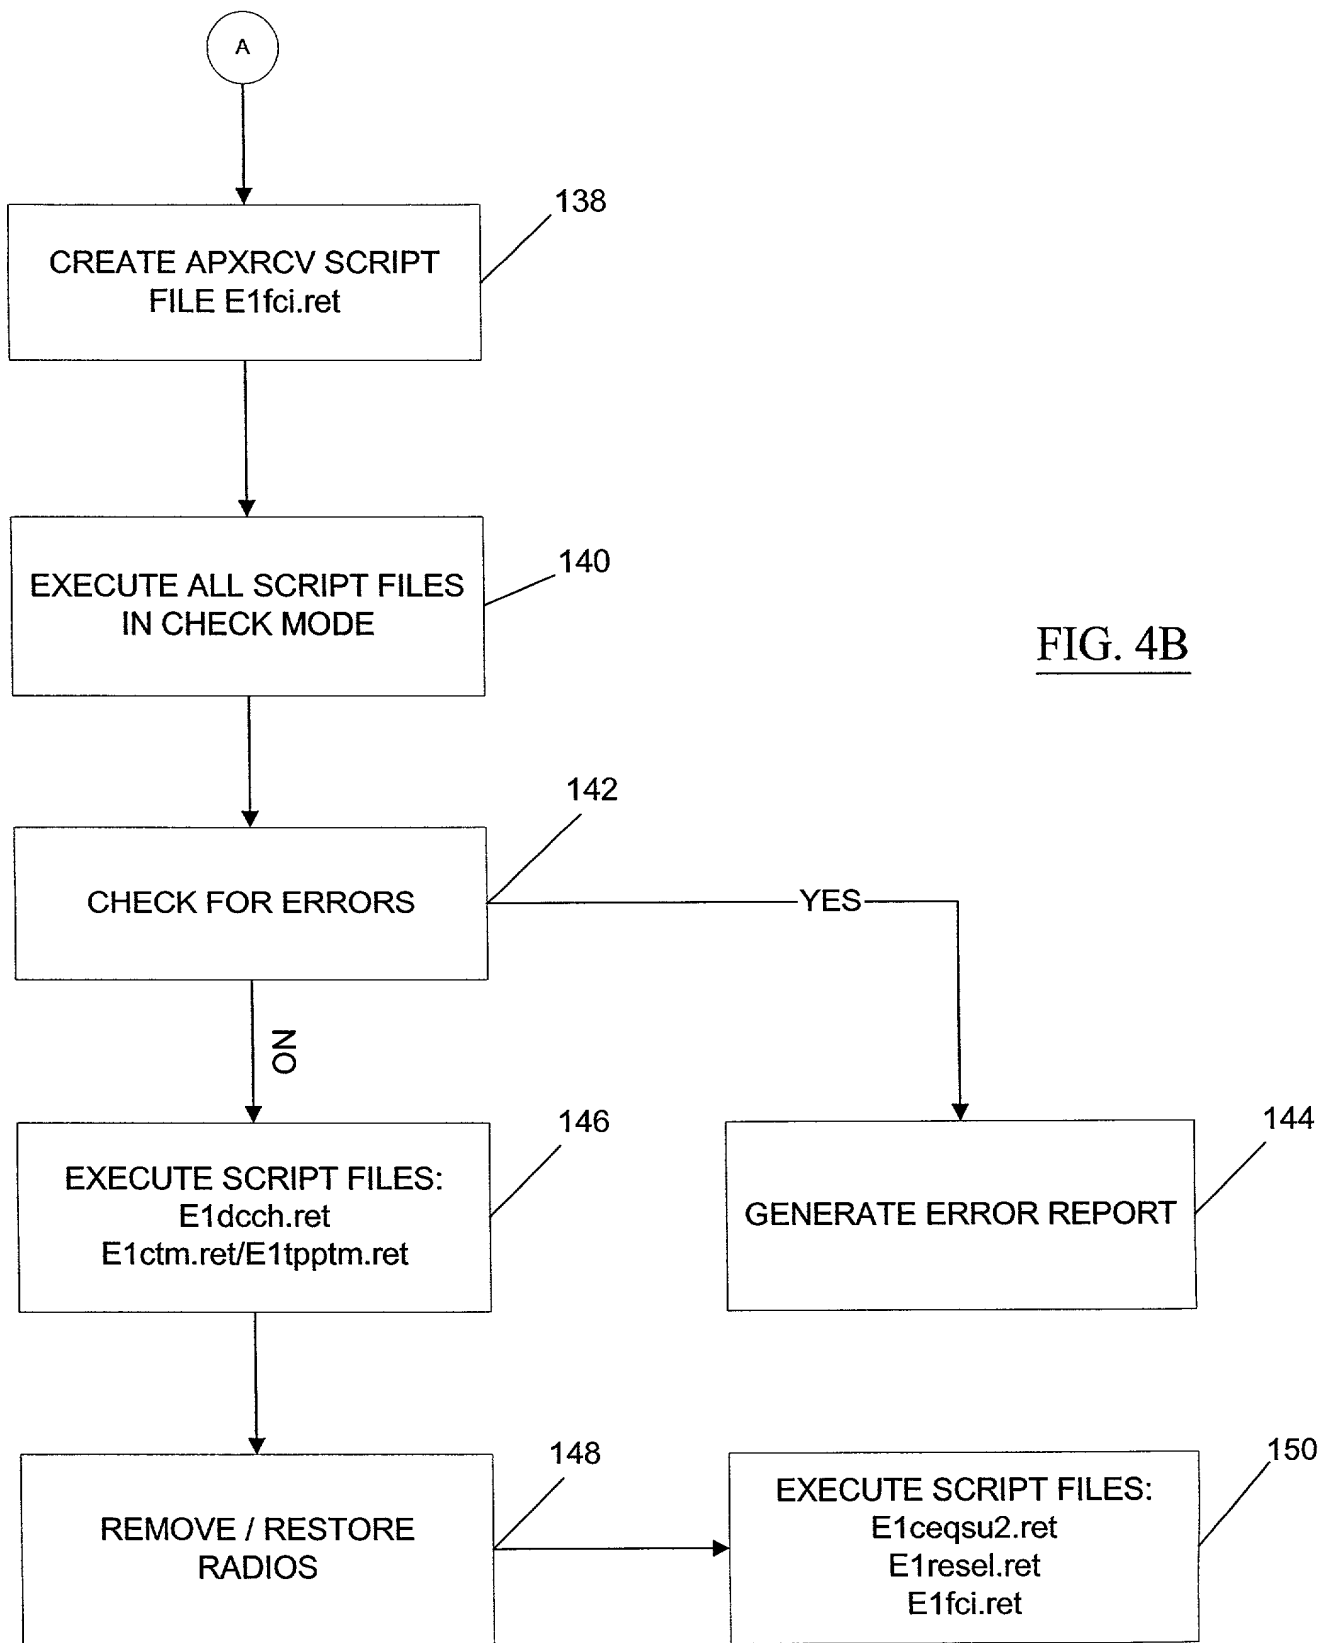 A
138
CREATE APXRCV SCRIPT
FILE E1fci.ret
140
EXECUTE ALL SCRIPT FILES
IN CHECK MODE
FIG. 4B
142
CHECK FOR ERRORS
YES
NO
146
EXECUTE SCRIPT FILES:
E1dcch.ret
E1ctm.ret/E1tpptm.ret
144
GENERATE ERROR REPORT
148
REMOVE / RESTORE
RADIOS
150
EXECUTE SCRIPT FILES:
E1ceqsu2.ret
E1resel.ret
E1fci.ret